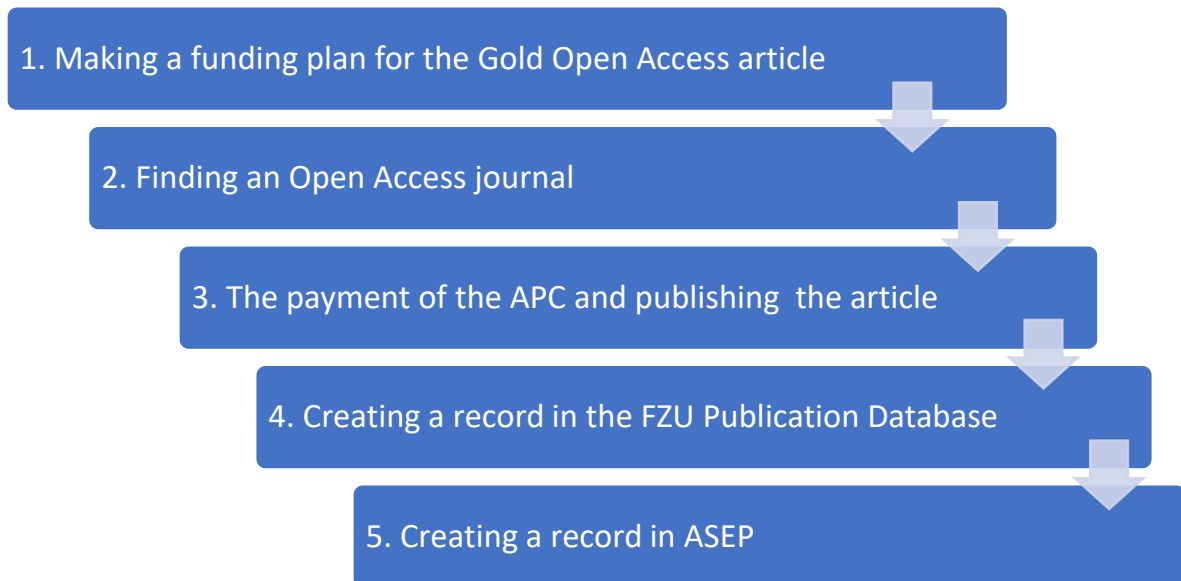 1. Making a funding plan for the Gold Open Access article
2. Finding an Open Access journal
3. The payment of the APC and publishing  the article
4. Creating a record in the FZU Publication Database
5. Creating a record in ASEP